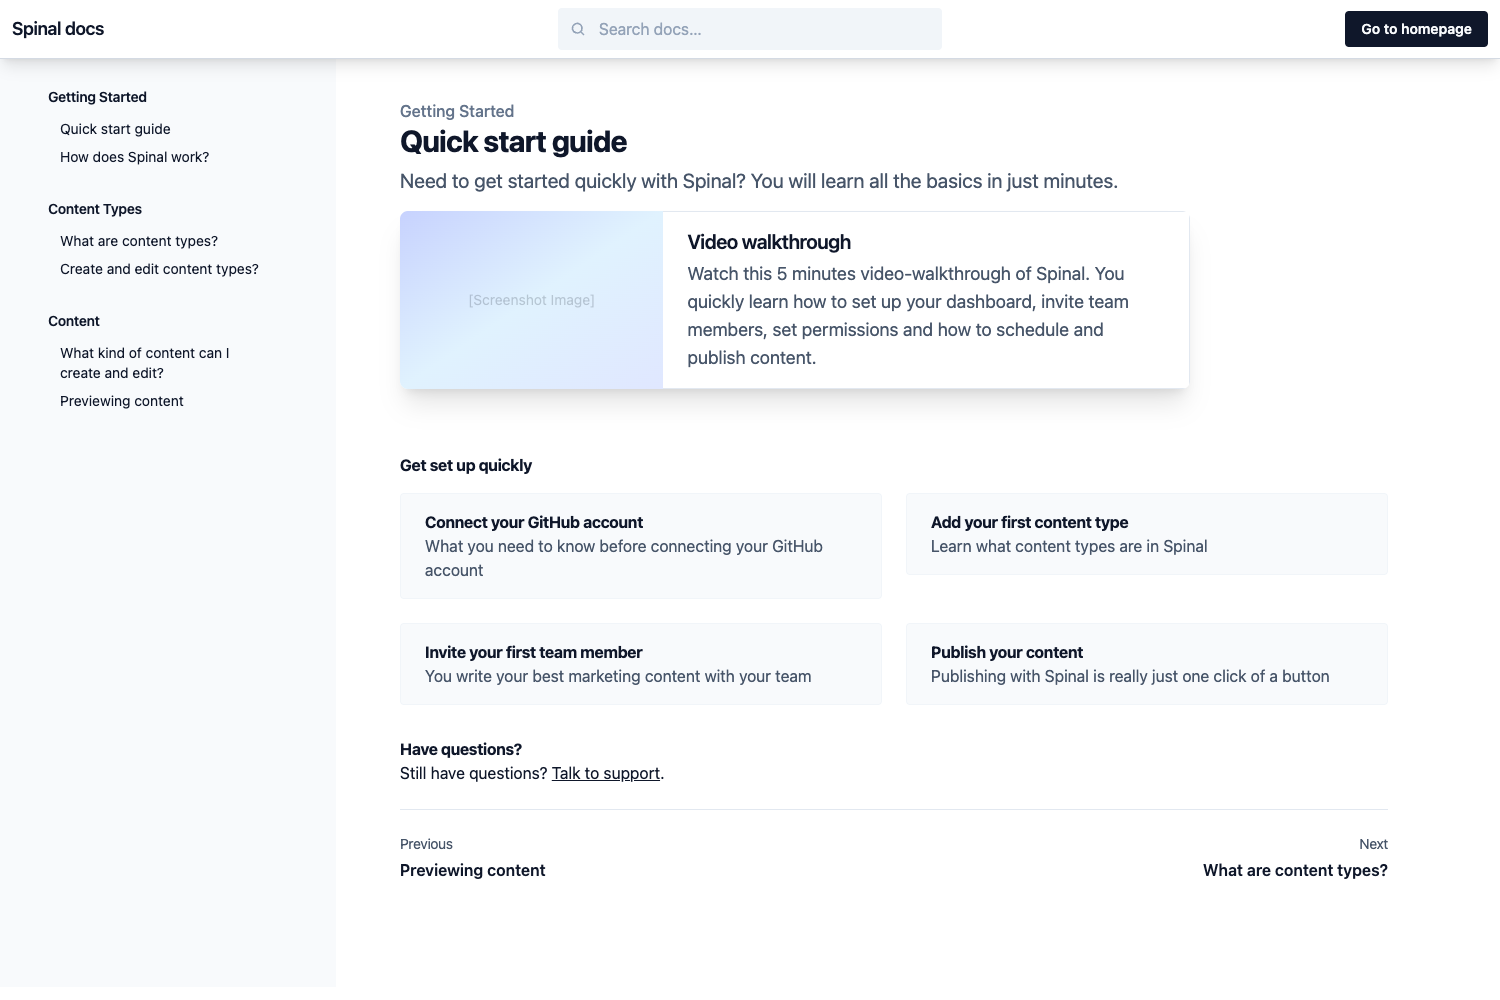 Spinal docs
Search docs...
Go to homepage
Getting Started
Quick start guide
How does Spinal work?
Content Types
What are content types?
Create and edit content types?
Content
What kind of content can I
create and edit?
Previewing content
Getting Started
Quick start guide
Need to get started quickly with Spinal? You will learn all the basics in just minutes.
[Screenshot Image]
Video walkthrough
Watch this 5 minutes video-walkthrough of Spinal. You
quickly learn how to set up your dashboard, invite team
members, set permissions and how to schedule and
publish content.
Get set up quickly
Connect your GitHub account
What you need to know before connecting your GitHub
account
Add your first content type
Learn what content types are in Spinal
Invite your first team member
You write your best marketing content with your team
Publish your content
Publishing with Spinal is really just one click of a button
Have questions?
Still have questions? Talk to support.
Previous
Previewing content
Next
What are content types?